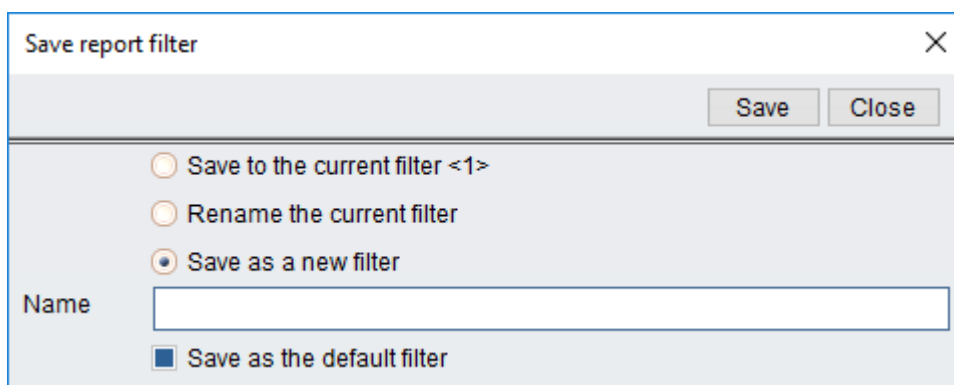 Save report filter
Save Close
Save to the current filter <1>
Rename the current filter
Save as a new filter
Name
Save as the default filter